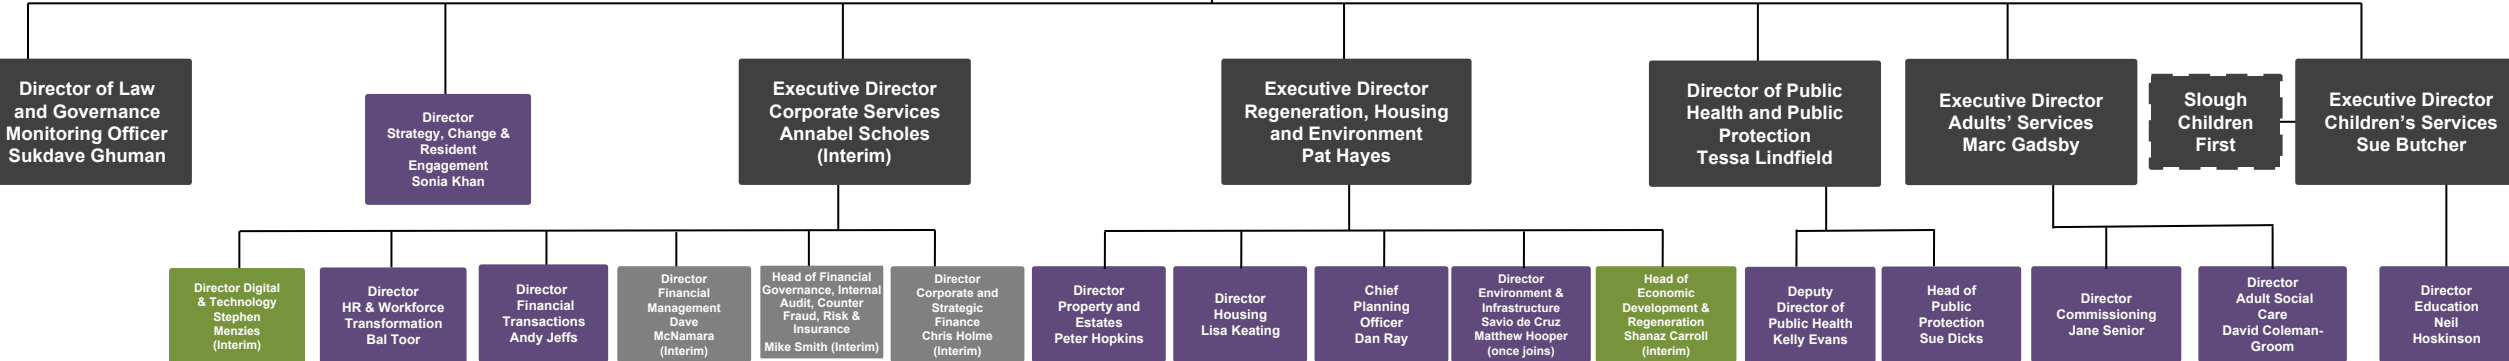 Director of Law
and Governance
Monitoring Officer
Sukdave Ghuman
Director
Strategy, Change &
Resident
Engagement
Sonia Khan
Executive Director
Corporate Services
Annabel Scholes
(Interim)
Executive Director
Regeneration, Housing
and Environment
Pat Hayes
Director of Public
Health and Public
Protection
Tessa Lindfield
Executive Director
Adults’ Services
Marc Gadsby
Slough
Children
First
Executive Director
Children’s Services
Sue Butcher
Director Digital
& Technology
Stephen
Menzies
(Interim)
Director
HR & Workforce
Transformation
Bal Toor
Director
Financial
Transactions
Andy Jeffs
Director
Financial
Management
Dave
McNamara
(Interim)
Head of Financial
Governance, Internal
Audit, Counter
Fraud, Risk &
Insurance
Mike Smith (Interim)
Director
Corporate and
Strategic
Finance
Chris Holme
(Interim)
Director
Property and
Estates
Peter Hopkins
Director
Housing
Lisa Keating
Chief
Planning
Officer
Dan Ray
Director
Environment &
Infrastructure
Savio de Cruz
Matthew Hooper
(once joins)
Head of
Economic
Development &
Regeneration
Shanaz Carroll
(interim)
Deputy
Director of
Public Health
Kelly Evans
Head of
Public
Protection
Sue Dicks
Director
Commissioning
Jane Senior
Director
Adult Social
Care
David Coleman-
Groom
Director
Education
Neil
Hoskinson